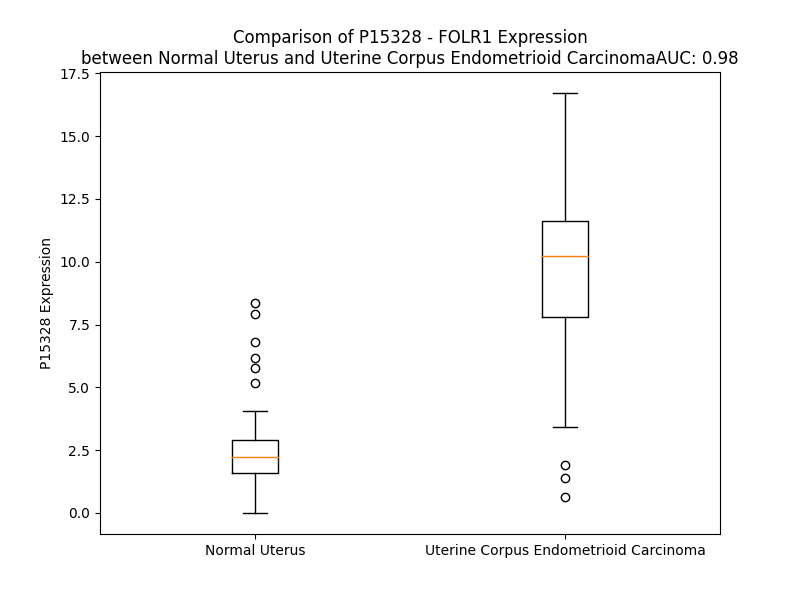 Comparison of P15328 - FOLR1 Expression
between Normal Uterus and Uterine Corpus Endometrioid CarcinomaAUC: 0.98
17.5
15.0
12.5
10.0
7.5
5.0
2.5
0.0
P15328 Expression
Normal Uterus
Uterine Corpus Endometrioid Carcinoma